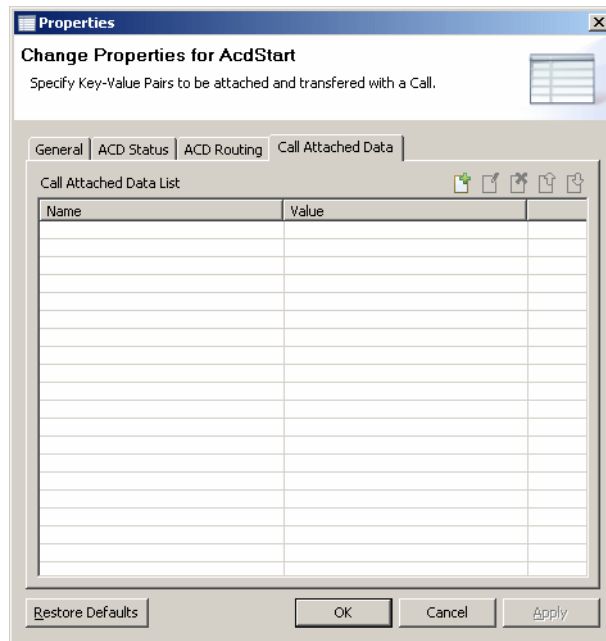 Properties
Change Properties for AcdStart
Specify Key-Value Pairs to be attached and transfered with a Call.
General ACD Status ACD Routing Call Attached Data
Call Attached Data List
Name Value
Restore Defaults OK Cancel Apply